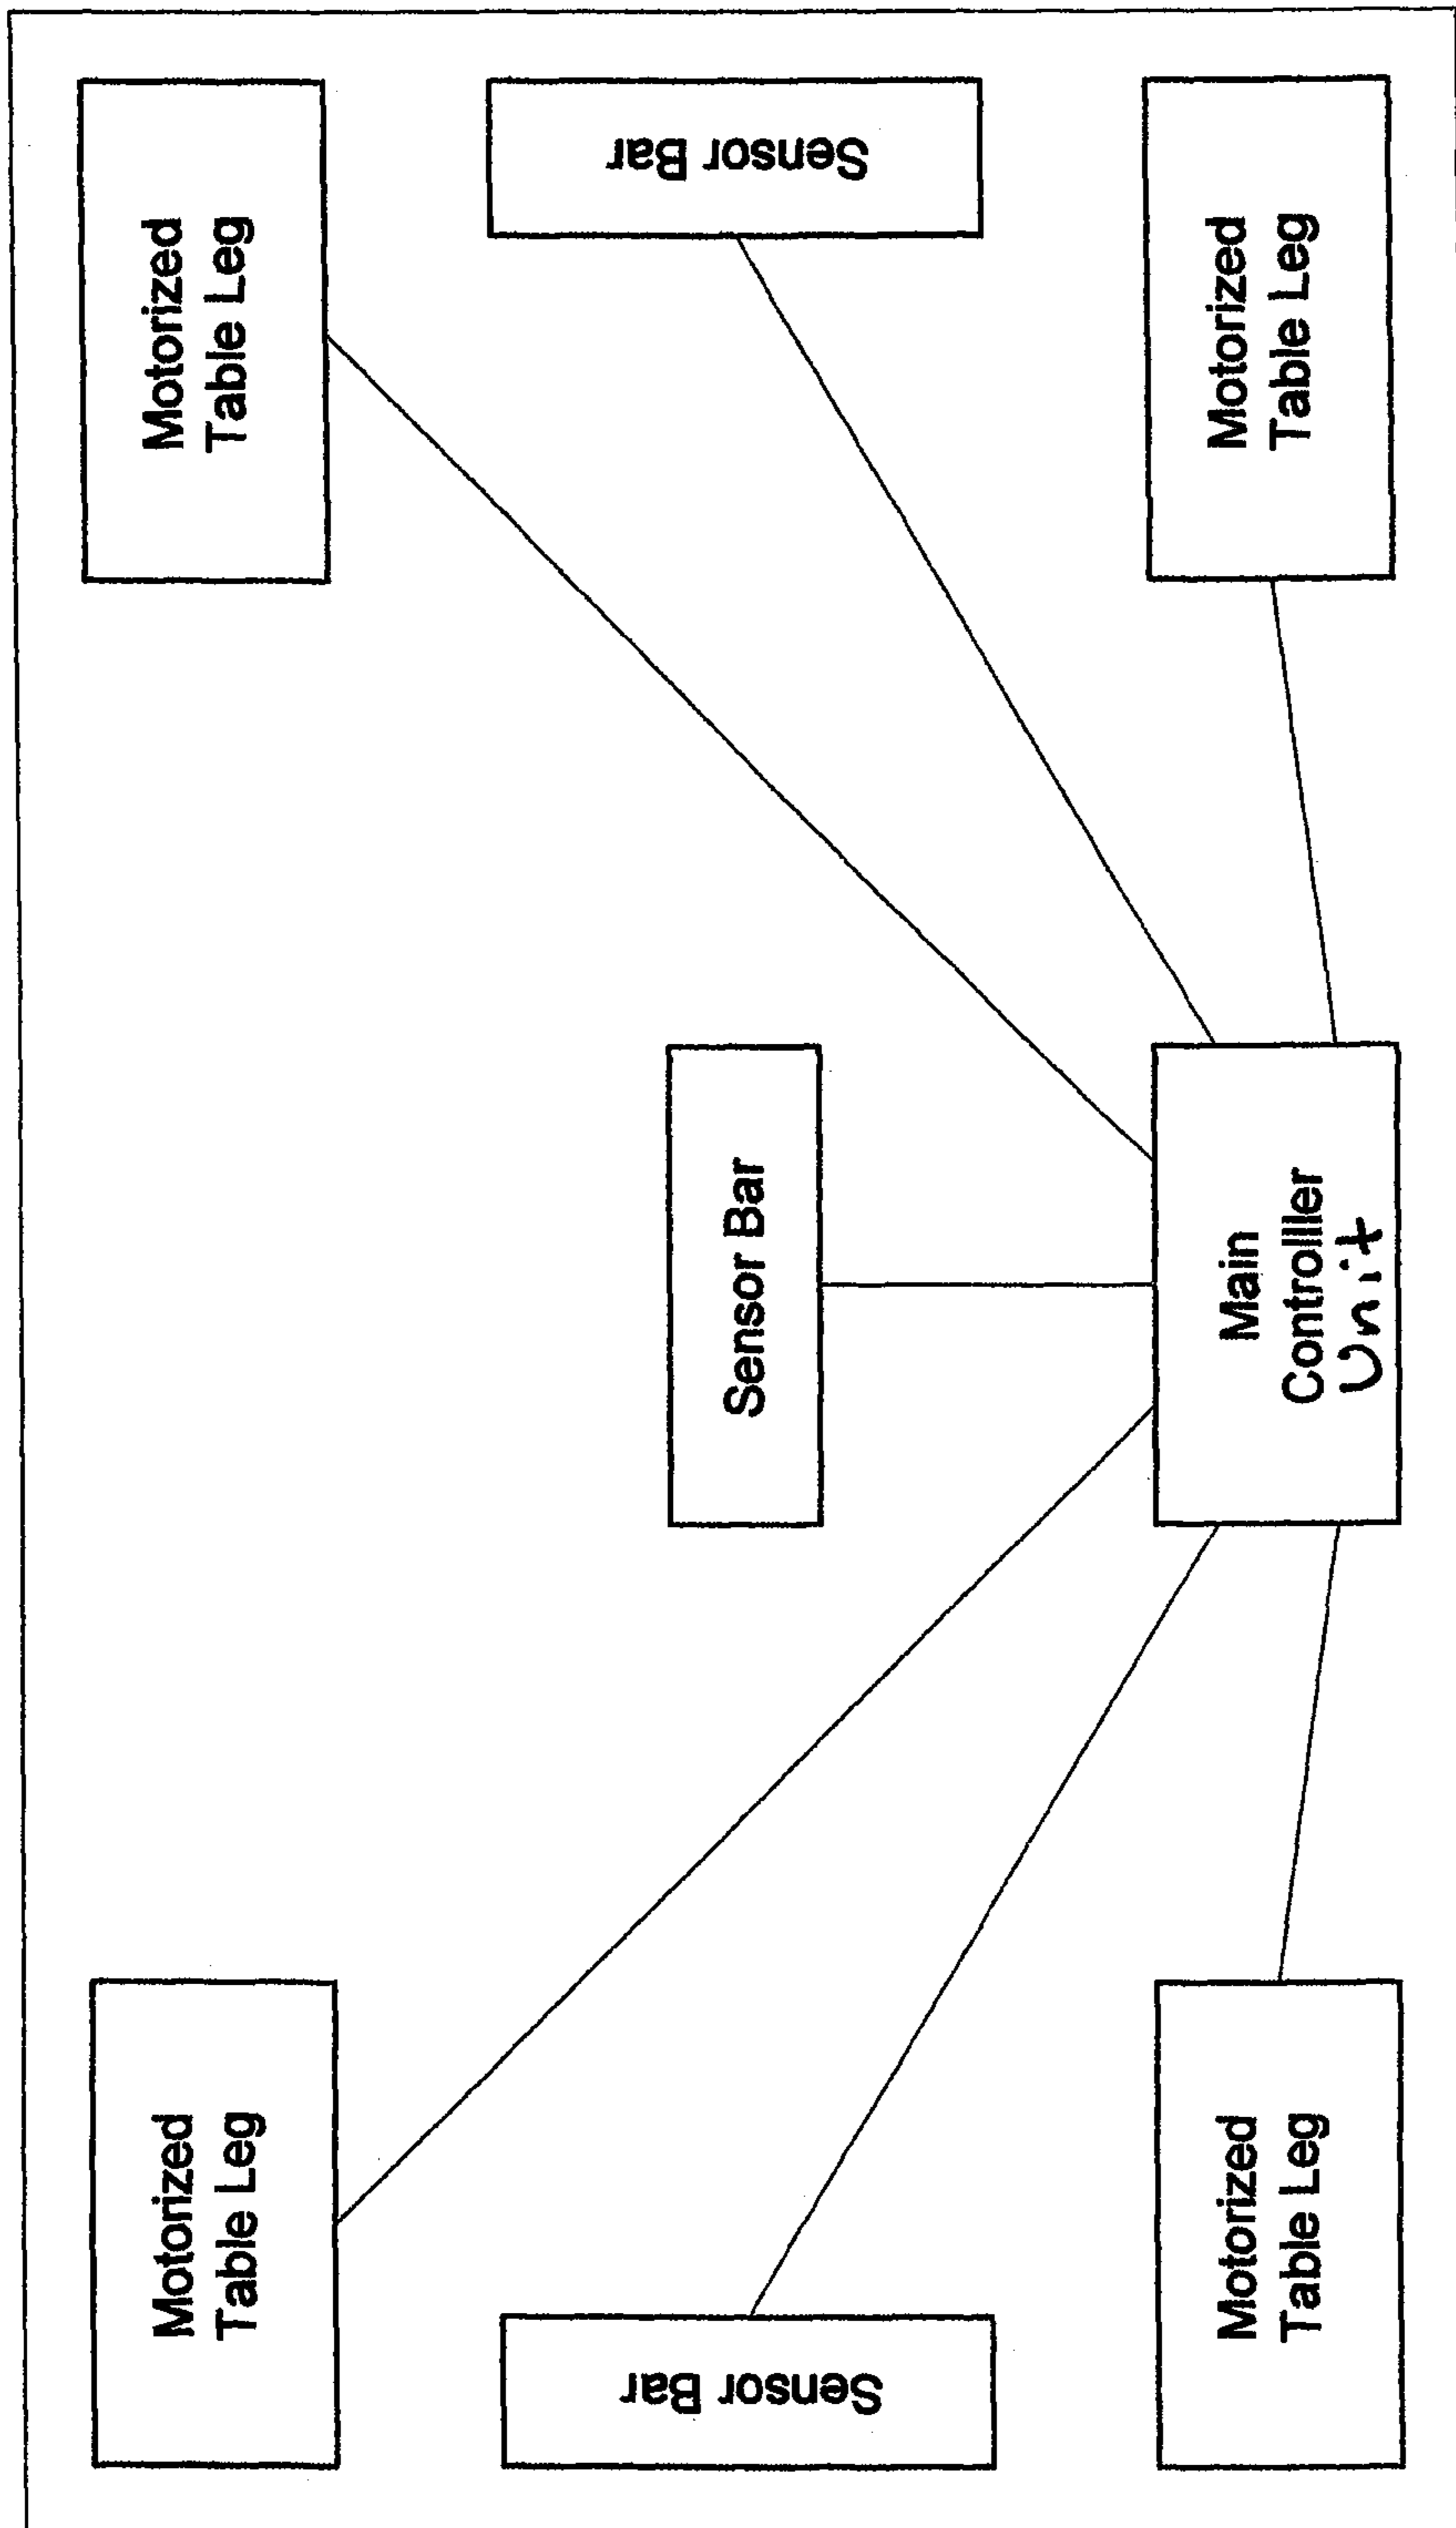 Motorized
Table Leg
Motorized
Table Leg
Sensor Bar
Sensor Bar
Sensor Bar
Motorized
Table Leg
Main
Controlller
Unit
Motorized
Table Leg